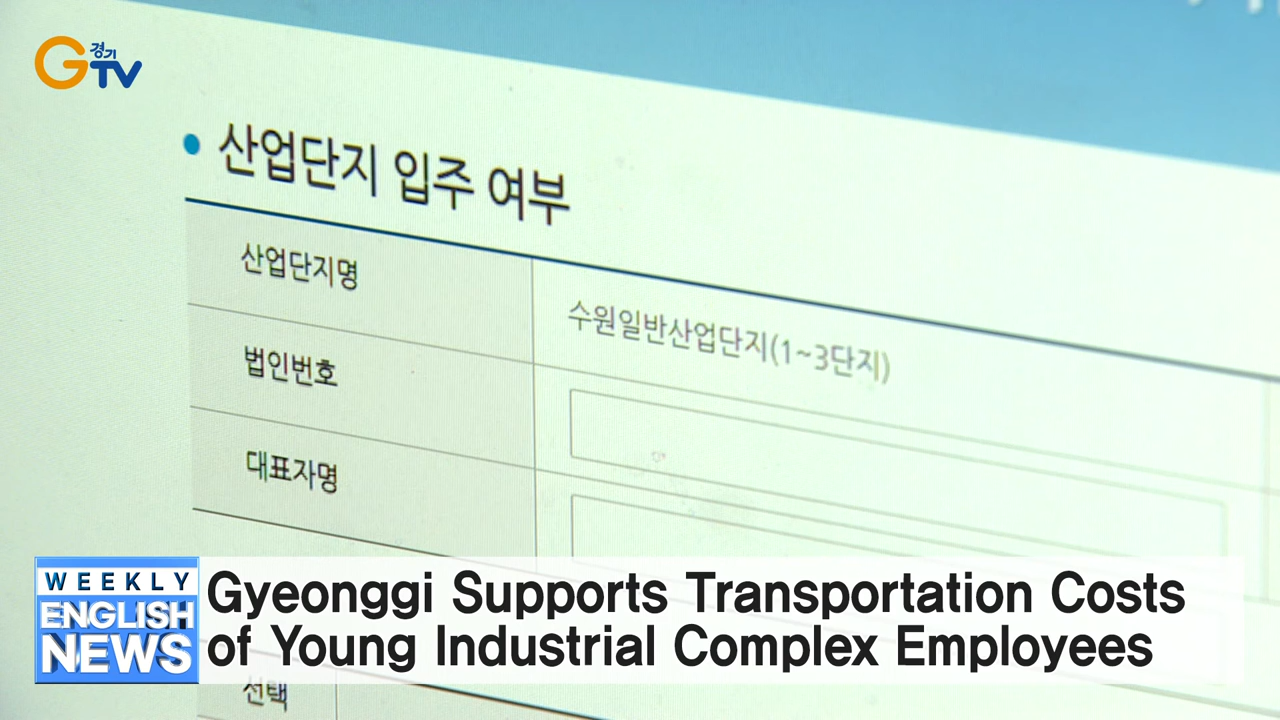 경기
GTV
산업단지 입주 여부
산업단지명
수원일반산업단지(1~3단지)
법인번호
대표자명
WEEKLY
ENGLISH
NEWS
Gyeonggi Supports Transportation Costs
of Young Industrial Complex Employees
선택